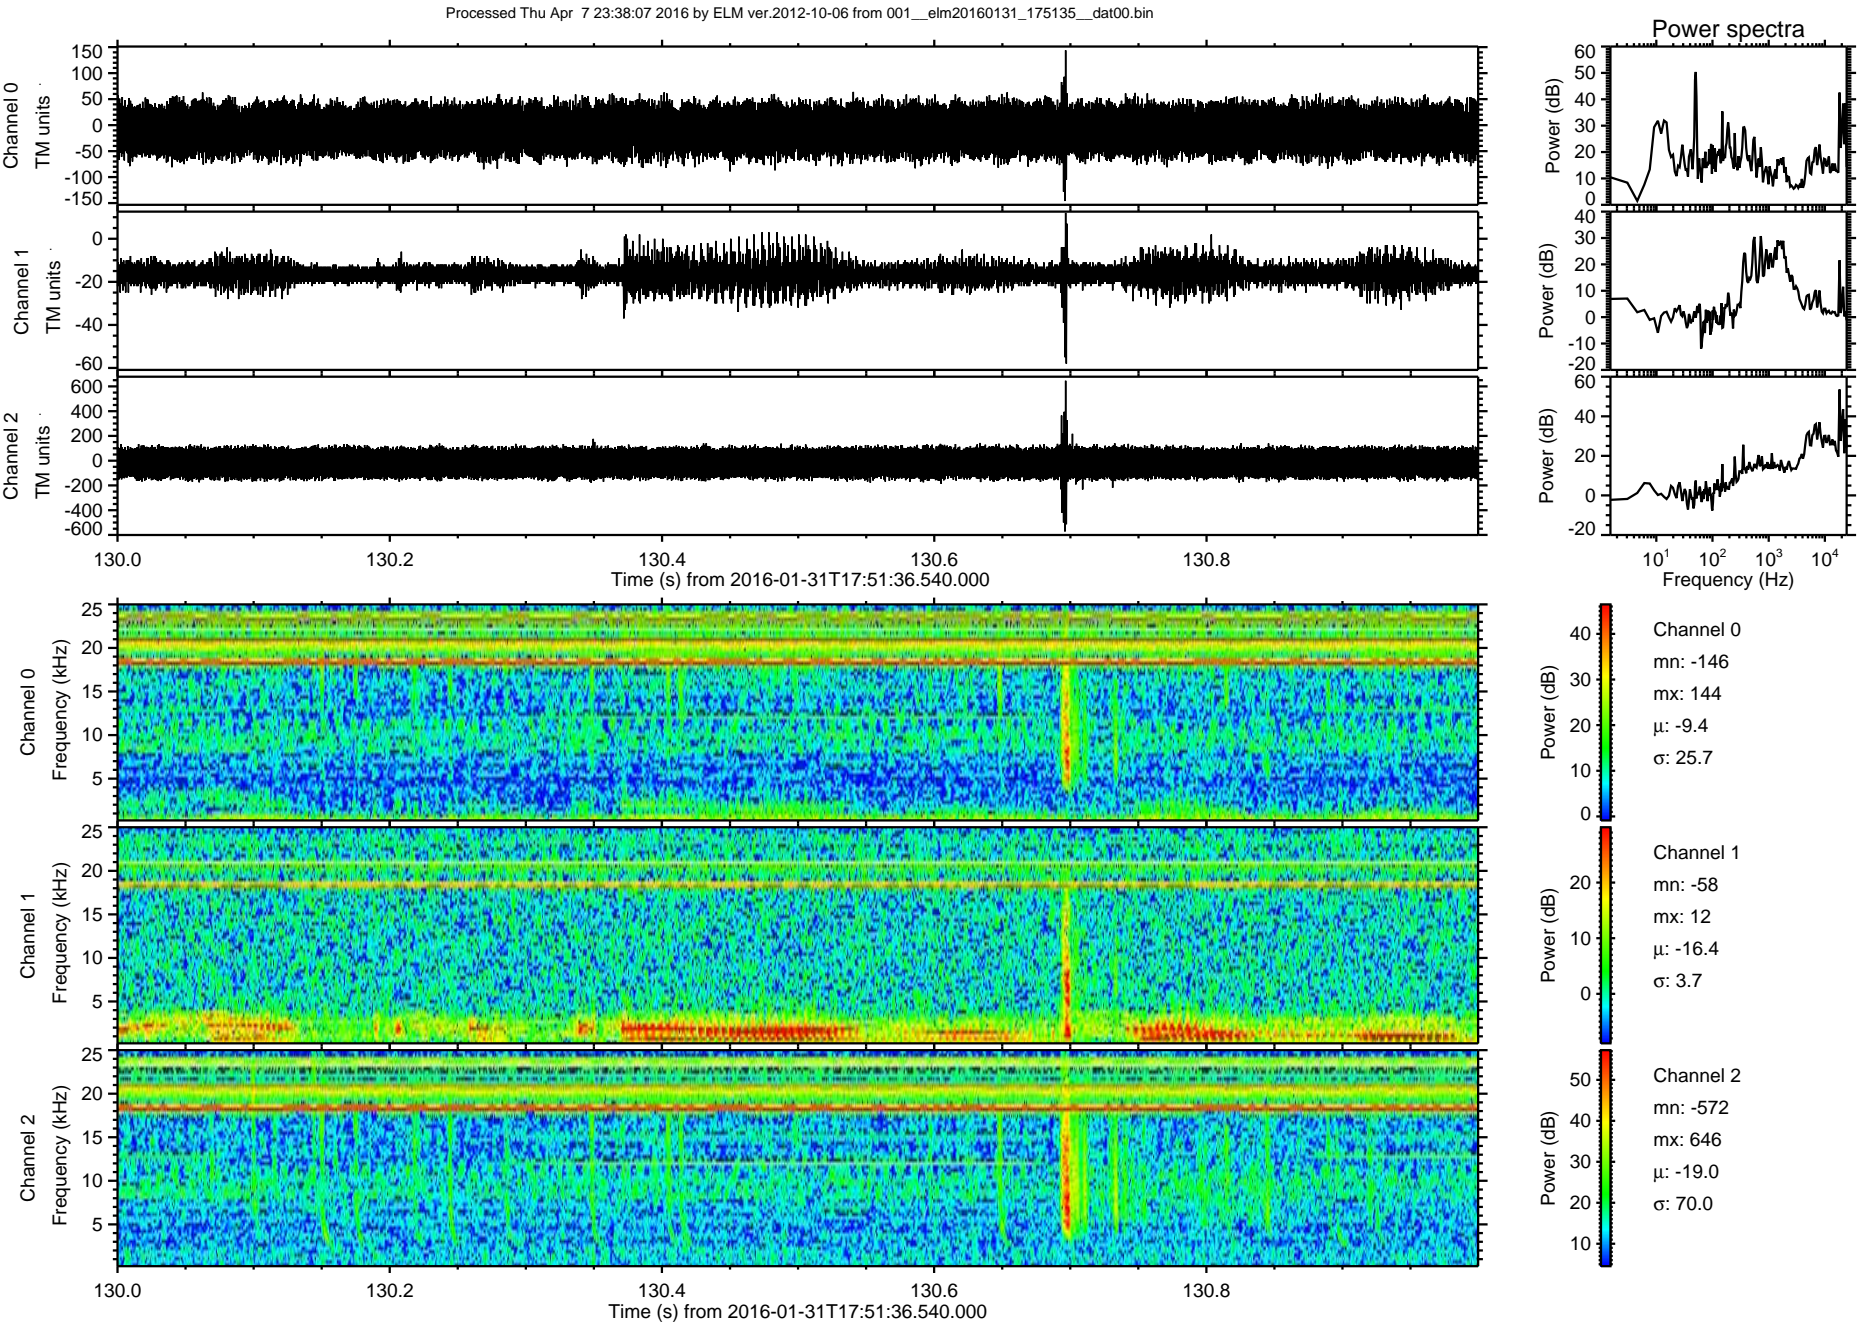 Processed Thu Apr  7 23:38:07 2016 by ELM ver.2012-10-06 from 001__elm20160131_175135__dat00.bin
Power spectra
Channel 0
TM units
150
100
50
0
-50
-100
-150
Power (dB)
60
50
40
30
20
10
0
Channel 1
TM units
0
-20
-40
-60
Power (dB)
40
30
20
10
0
-10
-20
Channel 2
TM units
600
400
200
0
-200
-400
-600
Power (dB)
60
40
20
0
-20
130.0 130.2 130.4 130.6 130.8
Time (s) from 2016-01-31T17:51:36.540.000
10^1 10^2 10^3 10^4
Frequency (Hz)
Channel 0
Frequency (kHz)
25
20
15
10
5
Power (dB)
40
30
20
10
0
Channel 0
mn: -146
mx: 144
μ: -9.4
σ: 25.7
Channel 1
Frequency (kHz)
25
20
15
10
5
Power (dB)
20
10
0
Channel 1
mn: -58
mx: 12
μ: -16.4
σ: 3.7
Channel 2
Frequency (kHz)
25
20
15
10
5
Power (dB)
50
40
30
20
10
Channel 2
mn: -572
mx: 646
μ: -19.0
σ: 70.0
130.0 130.2 130.4 130.6 130.8
Time (s) from 2016-01-31T17:51:36.540.000